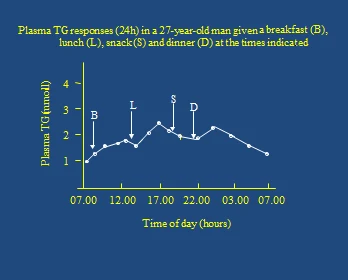 Plasma TG responses (24h) in a 27-year-old man given a breakfast (B),
lunch (L), snack (S) and dinner (D) at the times indicated
Plasma TG (mmol/l)
4
3
2
1
B
L
S
D
07.00 12.00 17.00 22.00 03.00 07.00
Time of day (hours)